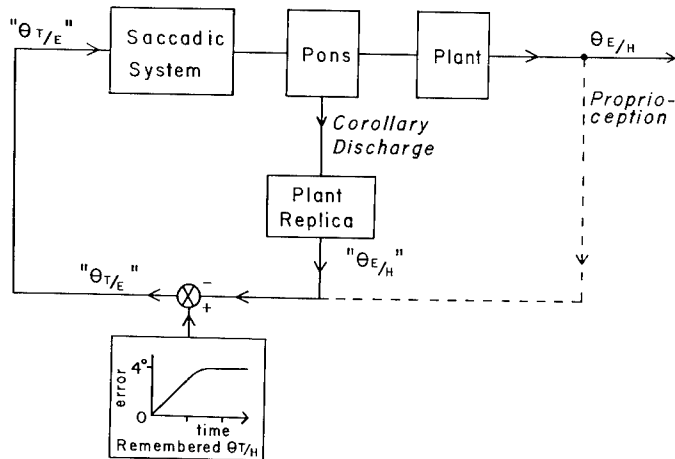 "θT/E"
Saccadic
System
Pons
Plant
θE/H
Proprio-
ception
Corollary
Discharge
Plant
Replica
"θE/H"
"θT/E"
−
+
4°
error
0
time
Remembered θT/H